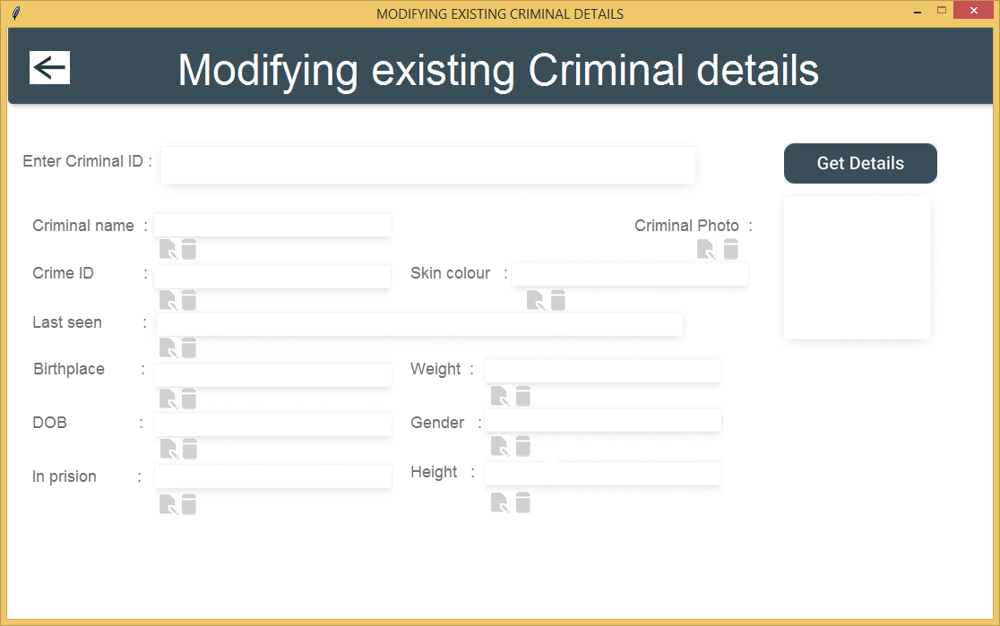 MODIFYING EXISTING CRIMINAL DETAILS
Modifying existing Criminal details
Enter Criminal ID :
Get Details
Criminal name :
Criminal Photo :
Crime ID :
Skin colour :
Last seen :
Birthplace :
Weight :
DOB :
Gender :
In prision :
Height :